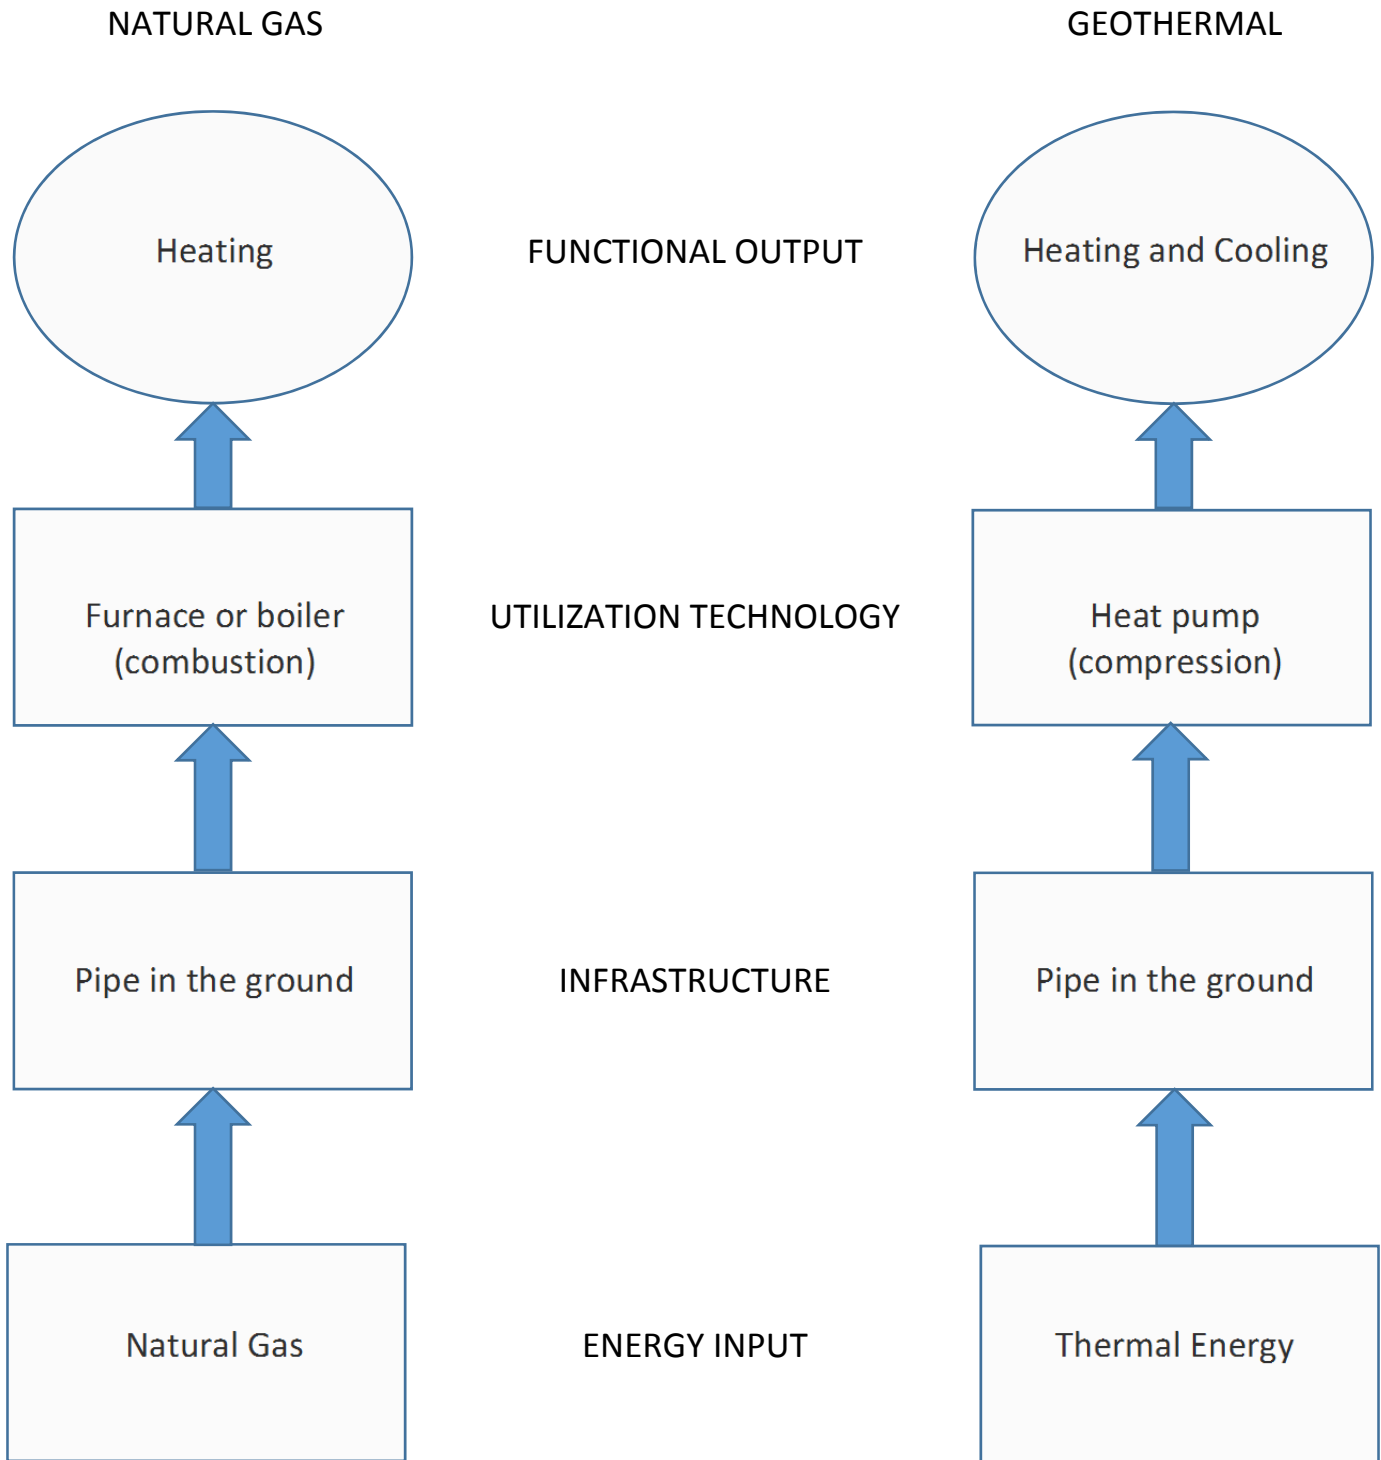 NATURAL GAS
GEOTHERMAL
Heating
FUNCTIONAL OUTPUT
Heating and Cooling
Furnace or boiler
(combustion)
UTILIZATION TECHNOLOGY
Heat pump
(compression)
Pipe in the ground
INFRASTRUCTURE
Pipe in the ground
Natural Gas
ENERGY INPUT
Thermal Energy